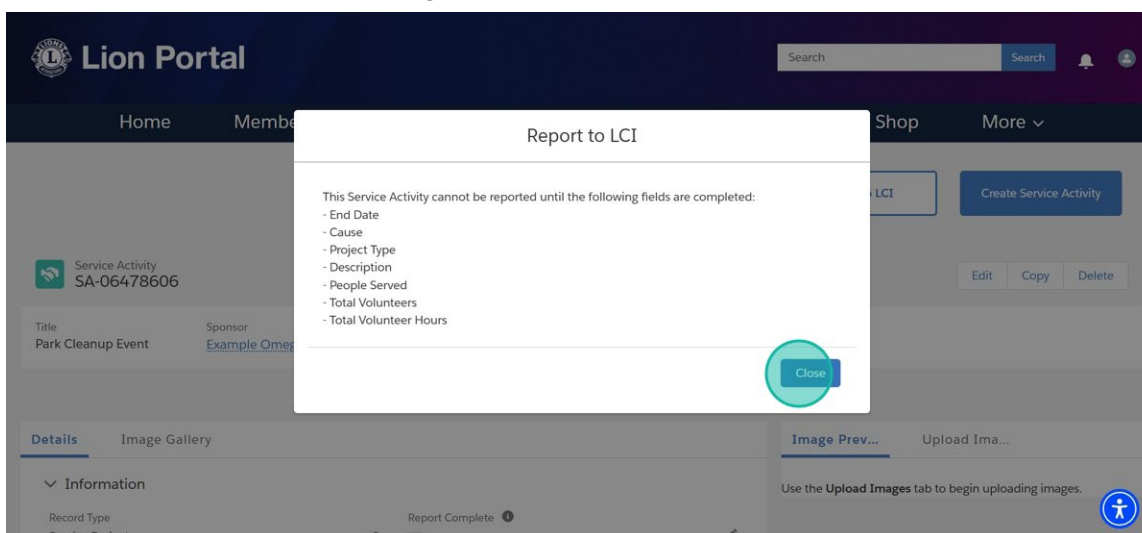 Lion Portal
Search
Search
Home
Shop
More
Report to LCI
This Service Activity cannot be reported until the following fields are completed:
- End Date
- Cause
- Project Type
- Description
- People Served
- Total Volunteers
- Total Volunteer Hours
Close
LCI
Create Service Activity
Service Activity
SA-06478606
Edit
Copy
Delete
Title
Park Cleanup Event
Sponsor
Example
Details
Image Gallery
Image Prev...
Upload Ima...
Information
Use the Upload Images tab to begin uploading images.
Record Type
Report Complete